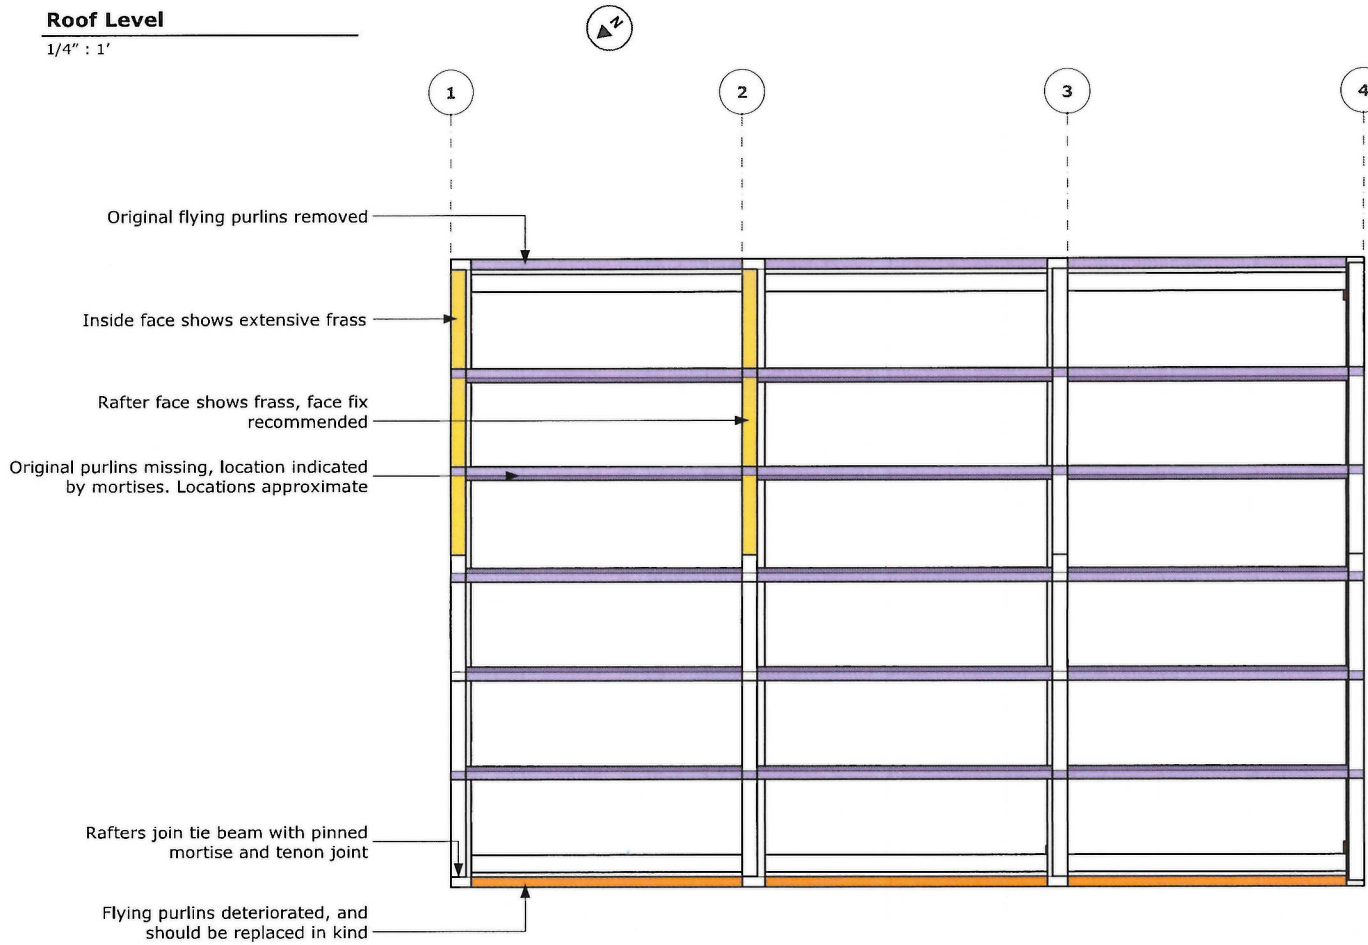 Roof Level
1/4" : 1'
N
1
2
3
4
Original flying purlins removed
Inside face shows extensive frass
Rafter face shows frass, face fix
recommended
Original purlins missing, location indicated
by mortises. Locations approximate
Rafters join tie beam with pinned
mortise and tenon joint
Flying purlins deteriorated, and
should be replaced in kind